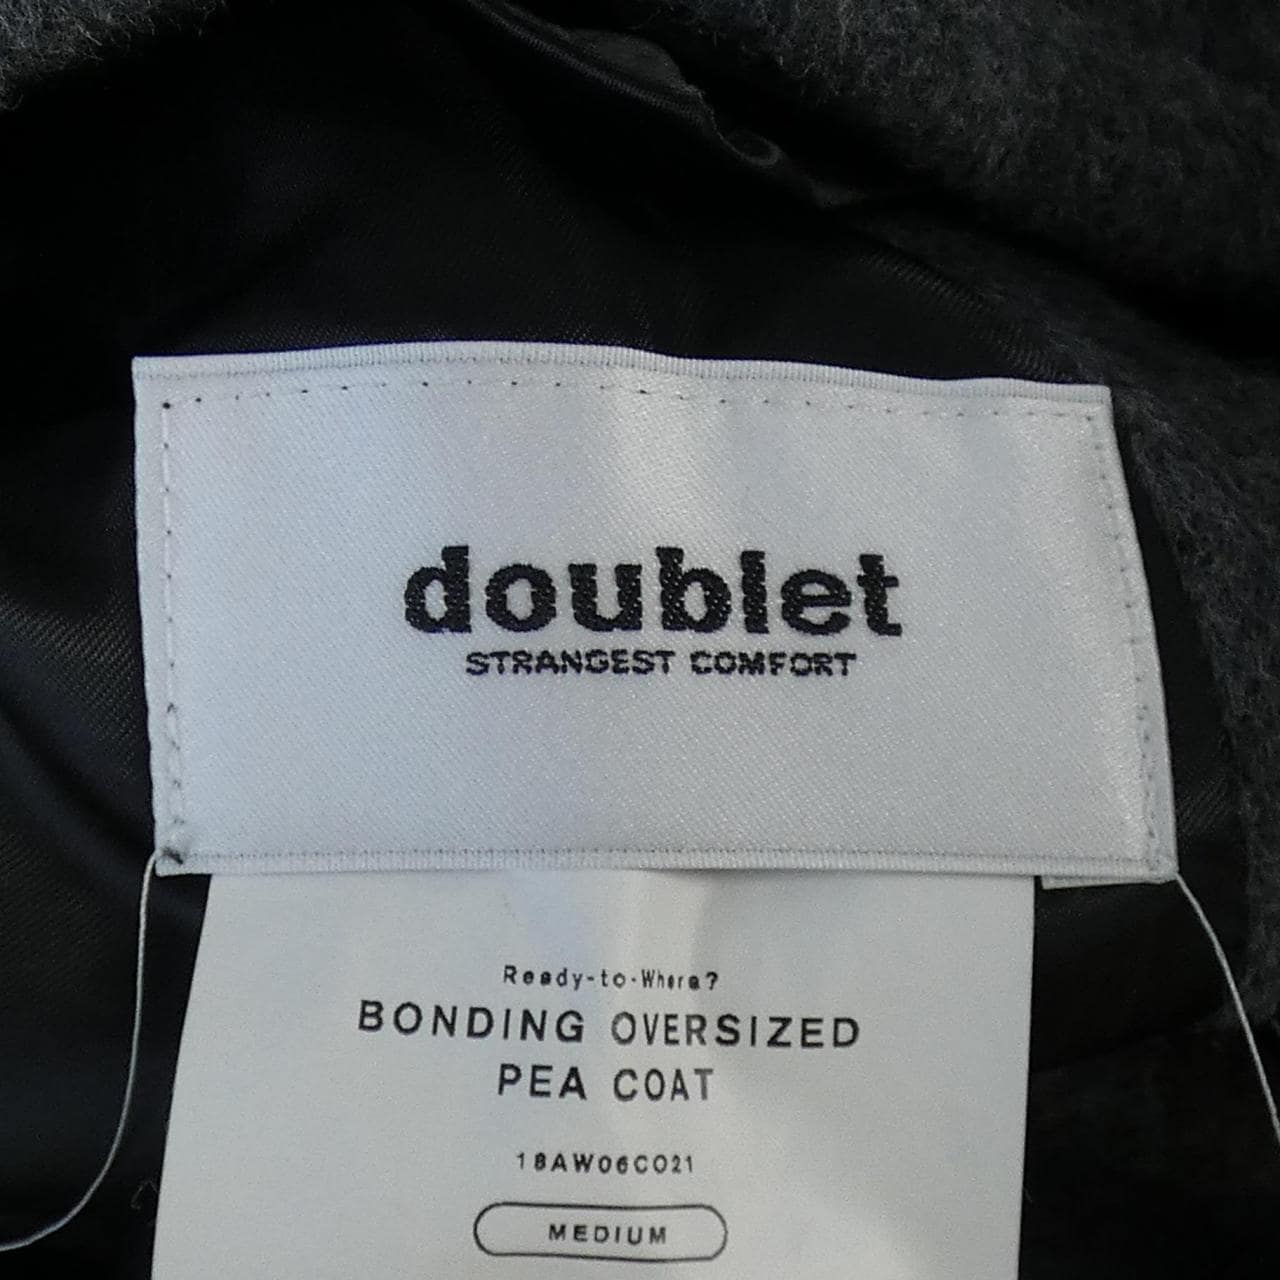 doublet
STRANGEST COMFORT
Ready-to-Where?
BONDING OVERSIZED
PEA COAT
18AW06CO21
MEDIUM